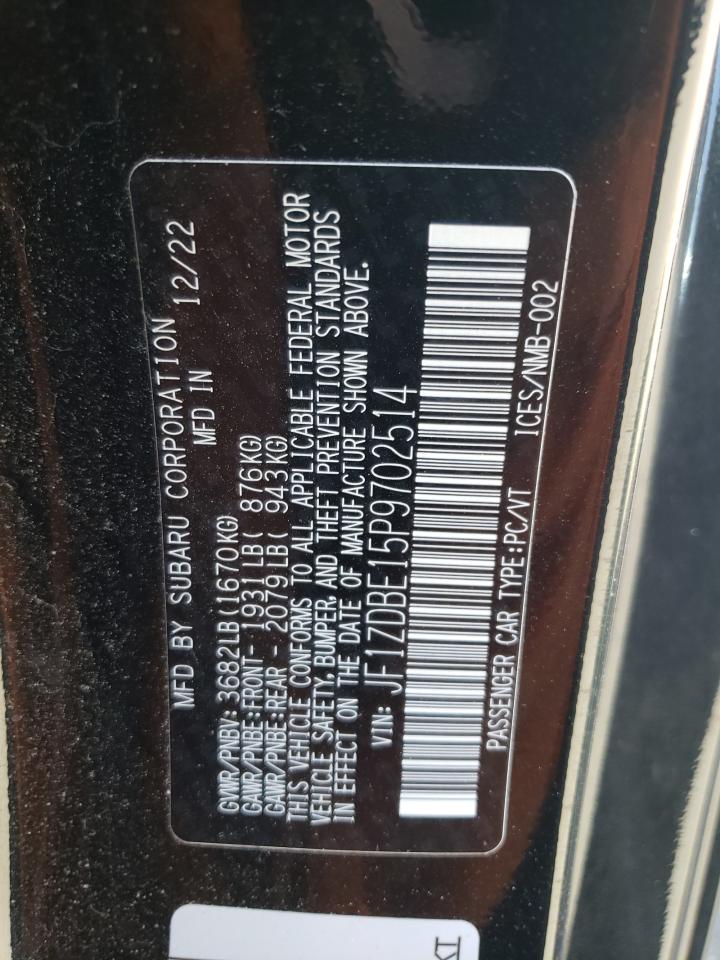 MFD BY SUBARU CORPORATION
MFD IN 12/22
GVWR/PNBV: 3682LB(1670KG)
GAWR/PNBE:FRONT- 1931LB( 876KG)
GAWR/PNBE:REAR - 2079LB( 943KG)
THIS VEHICLE CONFORMS TO ALL APPLICABLE FEDERAL MOTOR
VEHICLE SAFETY, BUMPER, AND THEFT PREVENTION STANDARDS
IN EFFECT ON THE DATE OF MANUFACTURE SHOWN ABOVE.
VIN: JF1ZDBE15P9702514
PASSENGER CAR TYPE:PC/VT ICES/NMB-002